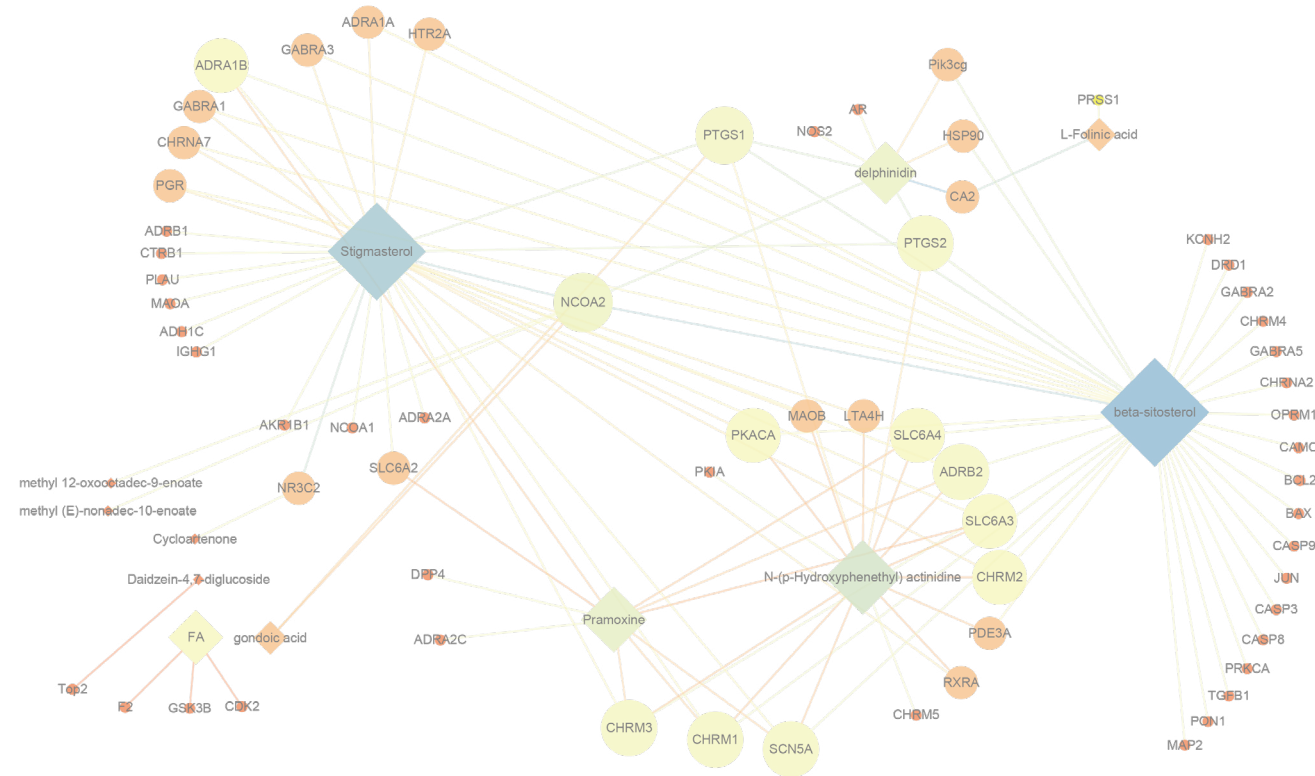 ADRA1A
HTR2A
GABRA3
ADRA1B
Pik3cg
GABRA1
PRSS1
AR
NOS2
PTGS1
HSP90
L-Folinic acid
CHRNA7
delphinidin
PGR
CA2
ADRB1
CTRB1
Stigmasterol
PTGS2
KCNH2
DRD1
PLAU
GABRA2
MAOA
NCOA2
CHRM4
ADH1C
IGHG1
GABRA5
CHRNA2
beta-sitosterol
OPRM1
AKR1B1
NCOA1
ADRA2A
MAOB
LTA4H
PKACA
SLC6A4
CAMC
SLC6A2
PKIA
ADRB2
BCL2
methyl 12-oxooctadec-9-enoate
NR3C2
methyl (E)-nonadec-10-enoate
BAX
SLC6A3
Cycloartenone
CASP9
Daidzein-4,7-diglucoside
DPP4
N-(p-Hydroxyphenethyl) actinidine
CHRM2
JUN
CASP3
Pramoxine
FA
gondoic acid
ADRA2C
PDE3A
CASP8
PRKCA
Top2
F2
GSK3B
CDK2
RXRA
TGFB1
CHRM5
CHRM3
CHRM1
SCN5A
PON1
MAP2